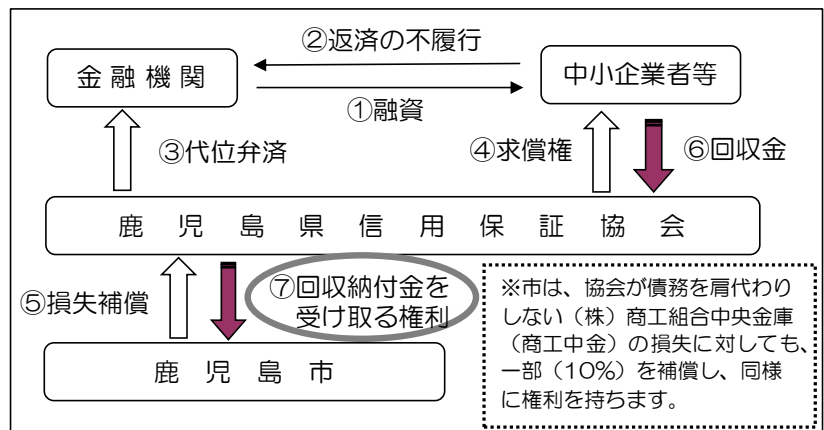 ②返済の不履行
金融機関
中小企業者等
①融資
③代位弁済
④求償権
⑥回収金
鹿児島県信用保証協会
⑤損失補償
⑦回収納付金を
受け取る権利
鹿児島市
※市は、協会が債務を肩代わり
しない(株)商工組合中央金庫
(商工中金)の損失に対しても、
一部(10%)を補償し、同様
に権利を持ちます。